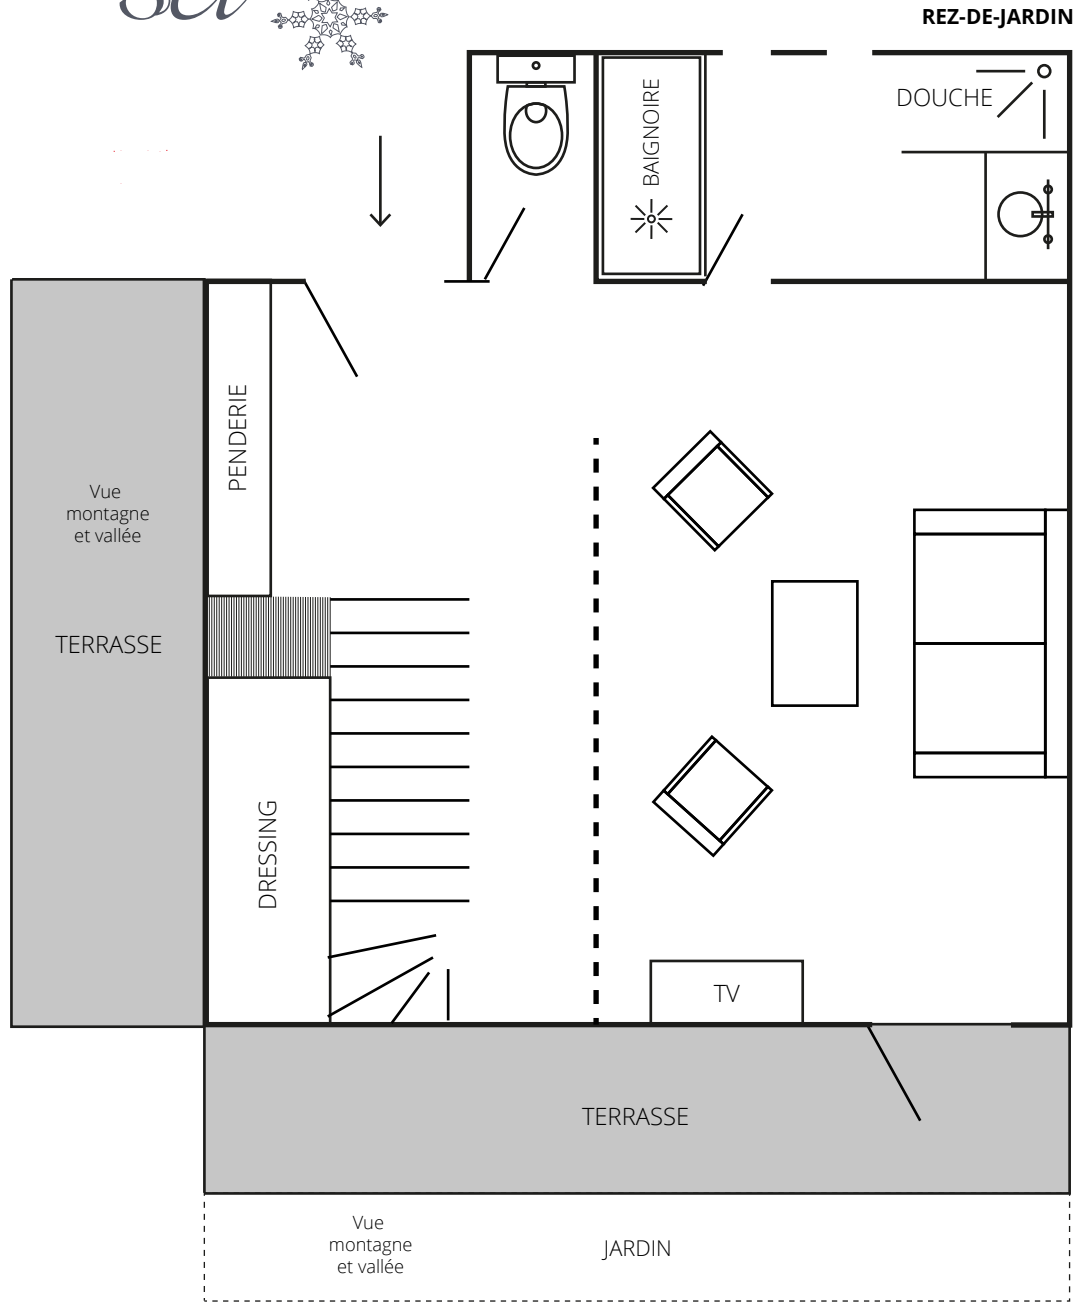 REZ-DE-JARDIN
DOUCHE
BAIGNOIRE
PENDERIE
Vue
montagne
et vallée
TERRASSE
DRESSING
TV
TERRASSE
Vue
montagne
et vallée
JARDIN